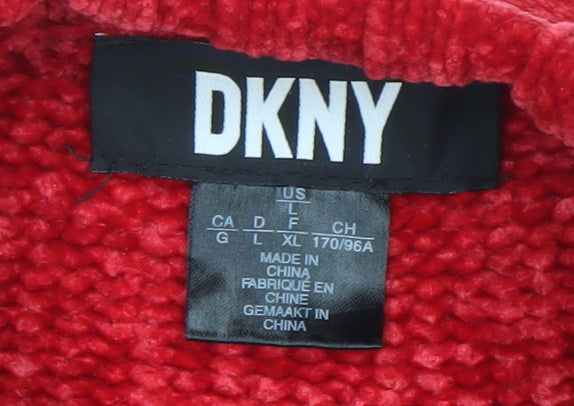 DKNY
US
L
CA D F CH
G L XL 170/96A
MADE IN
CHINA
FABRIQUÉ EN
CHINE
GEMAAKT IN
CHINA